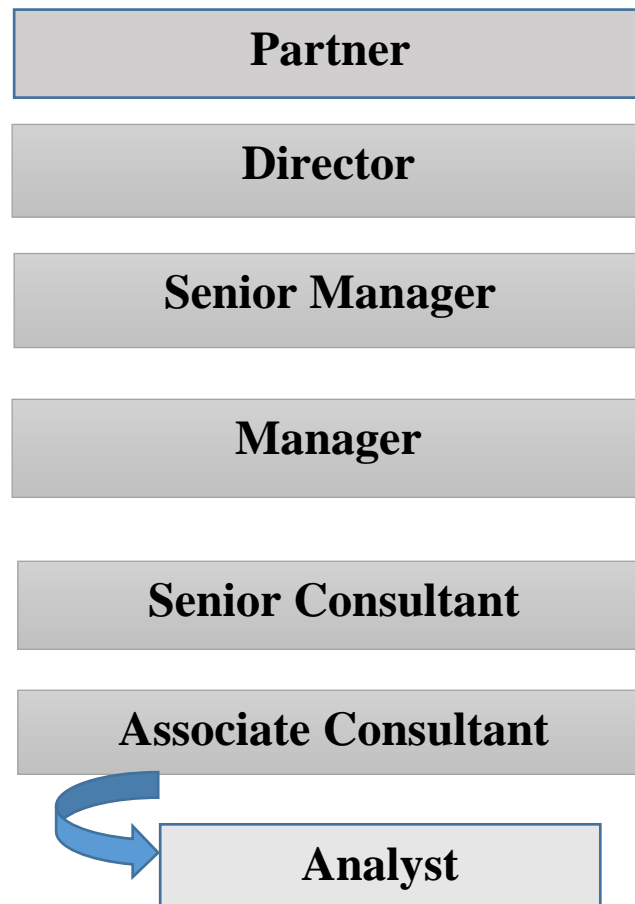 Partner
Director
Senior Manager
Manager
Senior Consultant
Associate Consultant
Analyst